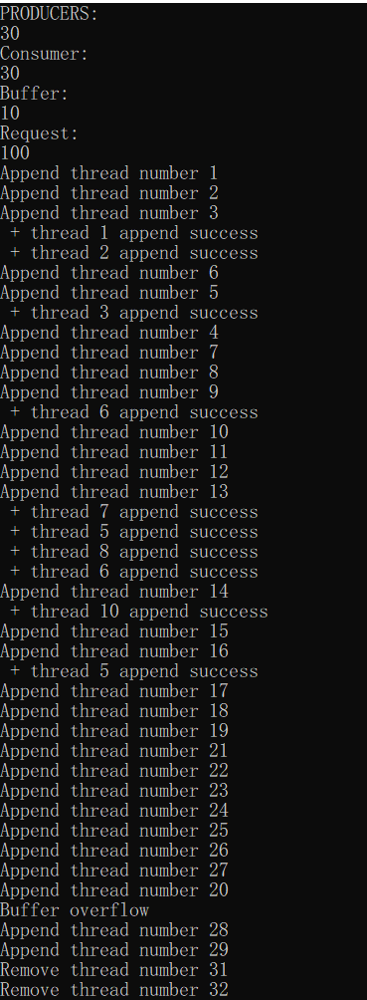 PRODUCERS:
30
Consumer:
30
Buffer:
10
Request:
100
Append thread number 1
Append thread number 2
Append thread number 3
 + thread 1 append success
 + thread 2 append success
Append thread number 6
Append thread number 5
 + thread 3 append success
Append thread number 4
Append thread number 7
Append thread number 8
Append thread number 9
 + thread 6 append success
Append thread number 10
Append thread number 11
Append thread number 12
Append thread number 13
 + thread 7 append success
 + thread 5 append success
 + thread 8 append success
 + thread 6 append success
Append thread number 14
 + thread 10 append success
Append thread number 15
Append thread number 16
 + thread 5 append success
Append thread number 17
Append thread number 18
Append thread number 19
Append thread number 21
Append thread number 22
Append thread number 23
Append thread number 24
Append thread number 25
Append thread number 26
Append thread number 27
Append thread number 20
Buffer overflow
Append thread number 28
Append thread number 29
Remove thread number 31
Remove thread number 32